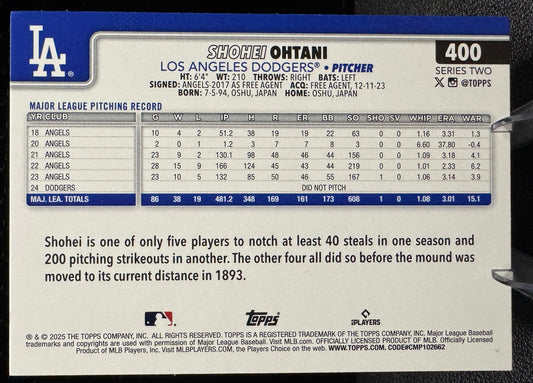 LA®
SHOHEI OHTANI
LOS ANGELES DODGERS® • PITCHER
HT: 6'4" WT: 210 THROWS: RIGHT BATS: LEFT
SIGNED: ANGELS-2017 AS FREE AGENT ACQ: FREE AGENT, 12-11-23
BORN: 7-5-94, OSHU, JAPAN HOME: OSHU, JAPAN
400
SERIES TWO
@TOPPS
MAJOR LEAGUE PITCHING RECORD
YR CLUB G W L IP H R ER BB SO SHO SV WHIP ERA WAR
18 ANGELS 10 4 2 51.2 38 19 19 22 63 0 0 1.16 3.31 1.3
20 ANGELS 2 0 1 1.2 3 7 7 8 3 0 0 6.60 37.80 -0.4
21 ANGELS 23 9 2 130.1 98 48 46 44 156 0 0 1.09 3.18 4.1
22 ANGELS 28 15 9 166 124 45 43 44 219 0 0 1.01 2.33 6.2
23 ANGELS 23 10 5 132 85 50 46 55 167 1 0 1.06 3.14 3.9
24 DODGERS DID NOT PITCH
MAJ. LEA. TOTALS 86 38 19 481.2 348 169 161 173 608 1 0 1.08 3.01 15.1
Shohei is one of only five players to notch at least 40 steals in one season and
200 pitching strikeouts in another. The other four all did so before the mound was
moved to its current distance in 1893.
topps
PLAYERS
® & © 2025 THE TOPPS COMPANY, INC. ALL RIGHTS RESERVED. TOPPS IS A REGISTERED TRADEMARK OF THE TOPPS COMPANY, INC. Major League Baseball
trademarks and copyrights are used with permission of Major League Baseball. Visit MLB.com. OFFICIALLY LICENSED PRODUCT OF MLB PLAYERS, INC. Officially Licensed
Product of MLB Players, Inc. Visit MLBPLAYERS.com, the Players Choice on the web. WWW.TOPPS.COM. CODE#CMP102662